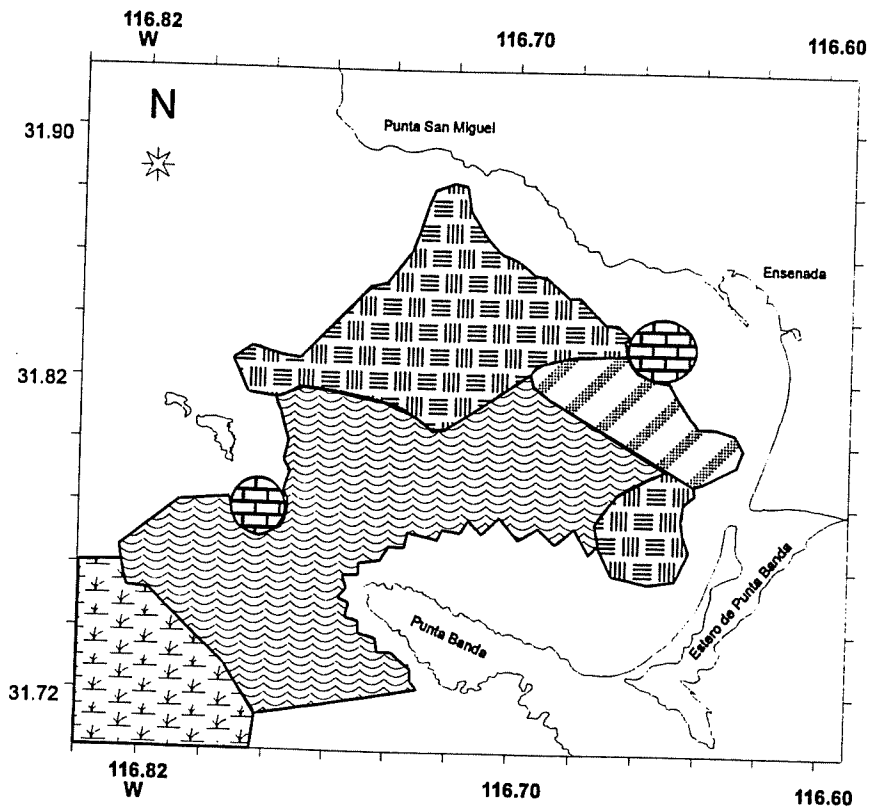 116.82
W
116.70
116.60
N
31.90
Punta San Miguel
Ensenada
31.82
Estero de Punta Banda
Punta Banda
31.72
116.82
W
116.70
116.60